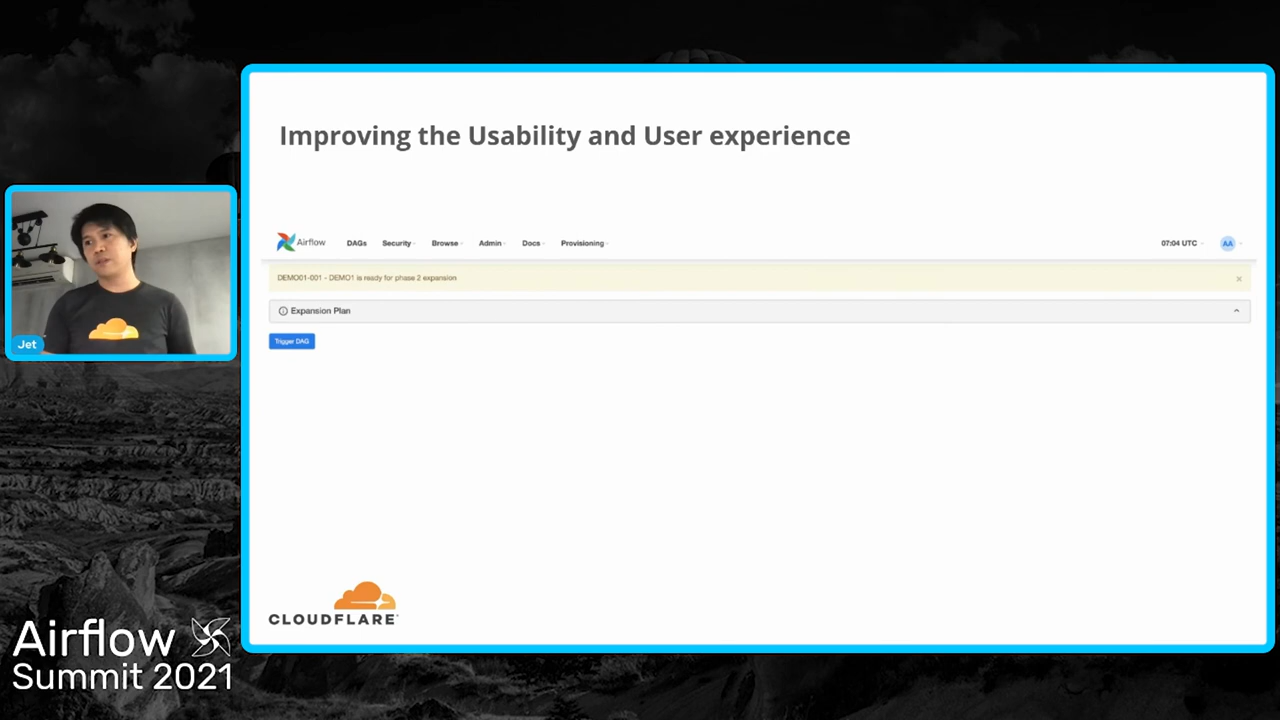 Improving the Usability and User experience
Airflow DAGs Security Browse Admin Docs Provisioning 07:04 UTC AA
DEMO01-001 - DEMO1 is ready for phase 2 expansion ×
Expansion Plan
Trigger DAG
Jet
CLOUDFLARE
Airflow
Summit 2021